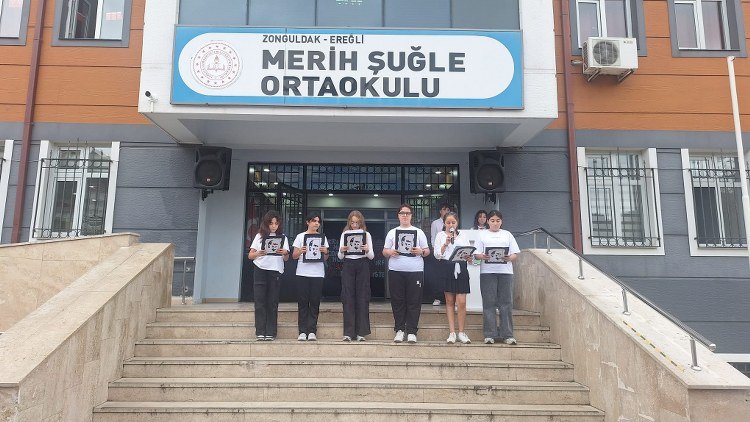 ZONGULDAK - EREĞLİ
MERİH ŞUĞLE
ORTAOKULU